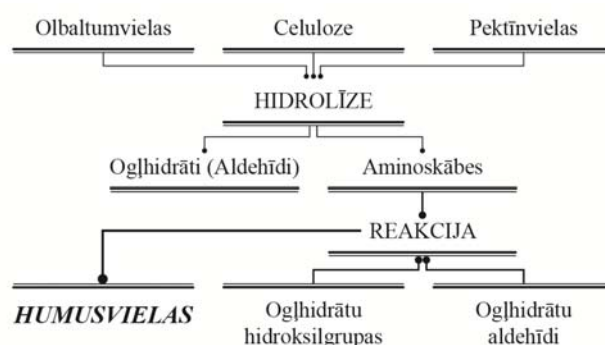 Olbaltumvielas
Celuloze
Pektīnvielas
HIDROLĪZE
Ogļhidrāti (Aldehīdi)
Aminoskābes
REAKCIJA
HUMUSVIELAS
Ogļhidrātu
hidroksilgrupas
Ogļhidrātu
aldehīdi